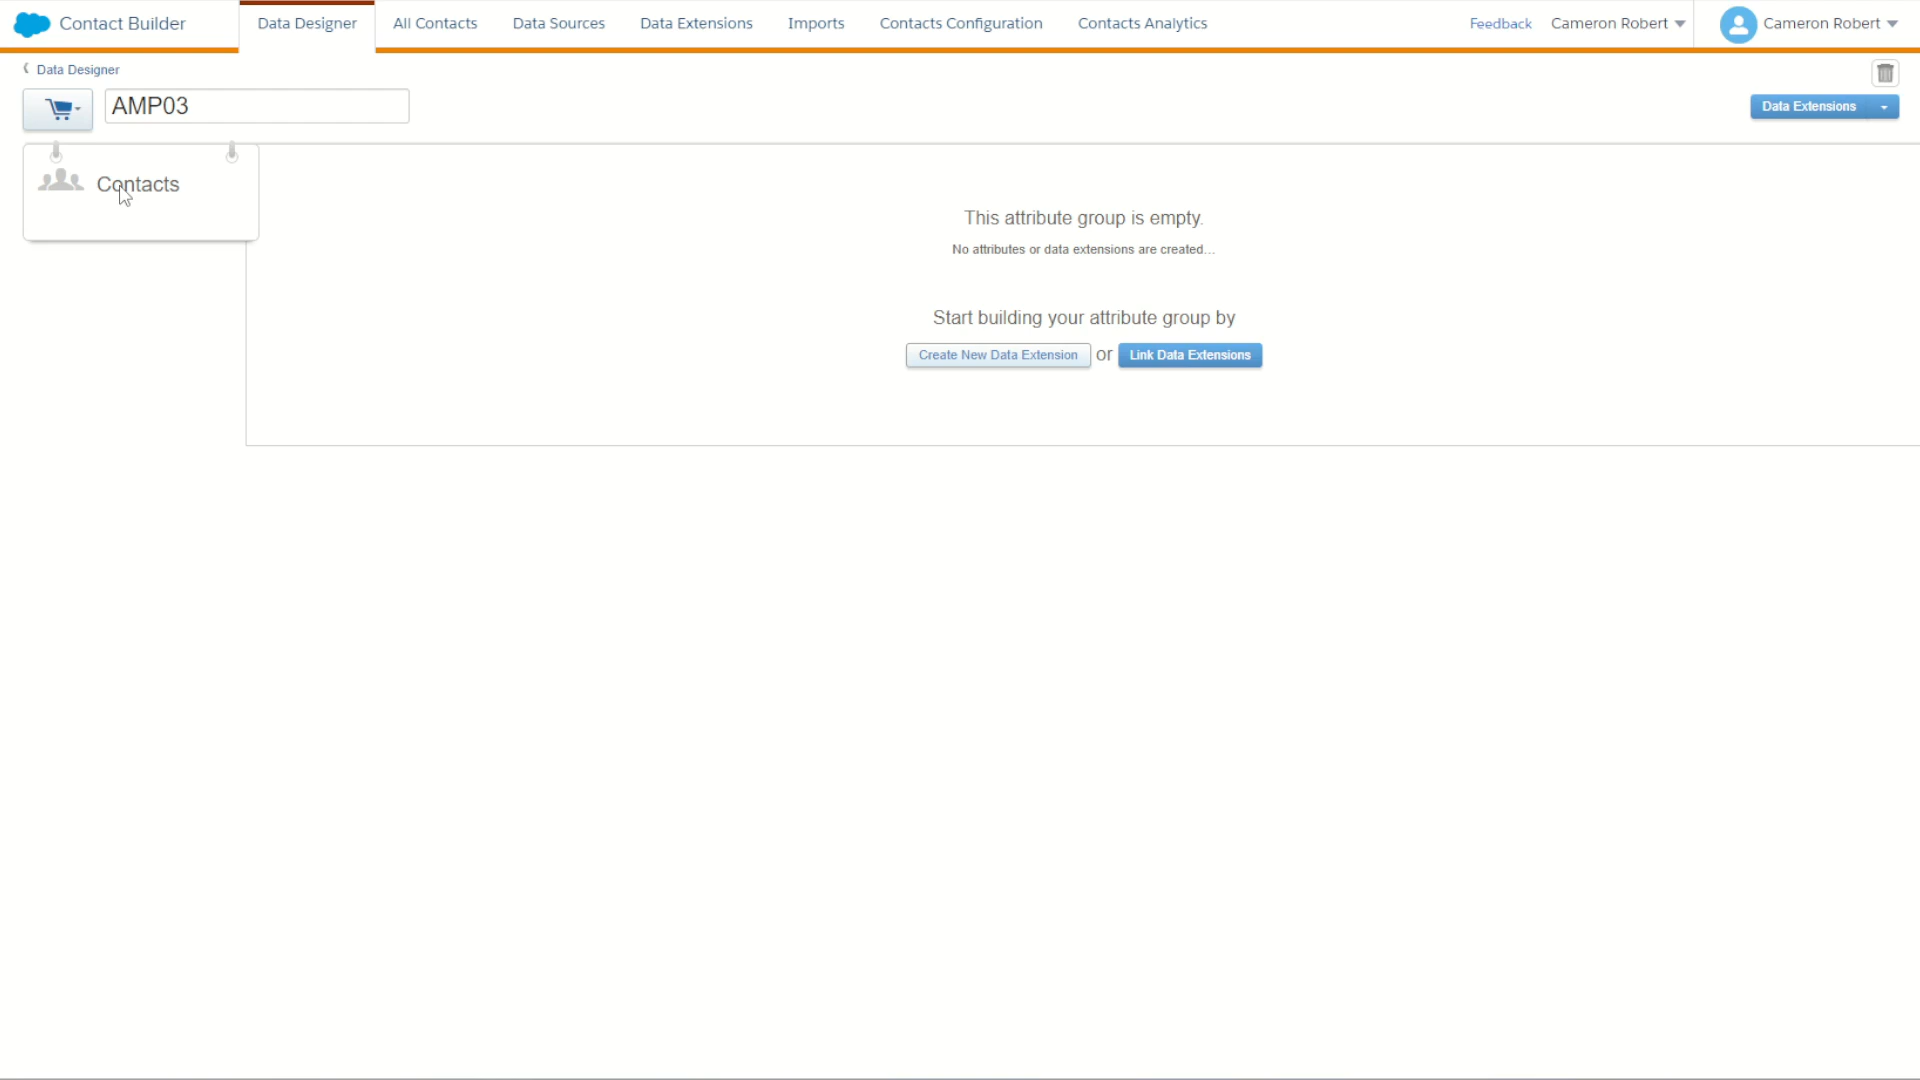 Contact Builder
Data Designer
All Contacts
Data Sources
Data Extensions
Imports
Contacts Configuration
Contacts Analytics
Feedback
Cameron Robert
Cameron Robert
Data Designer
AMP03
Data Extensions
Contacts
This attribute group is empty.
No attributes or data extensions are created...
Start building your attribute group by
Create New Data Extension or Link Data Extensions